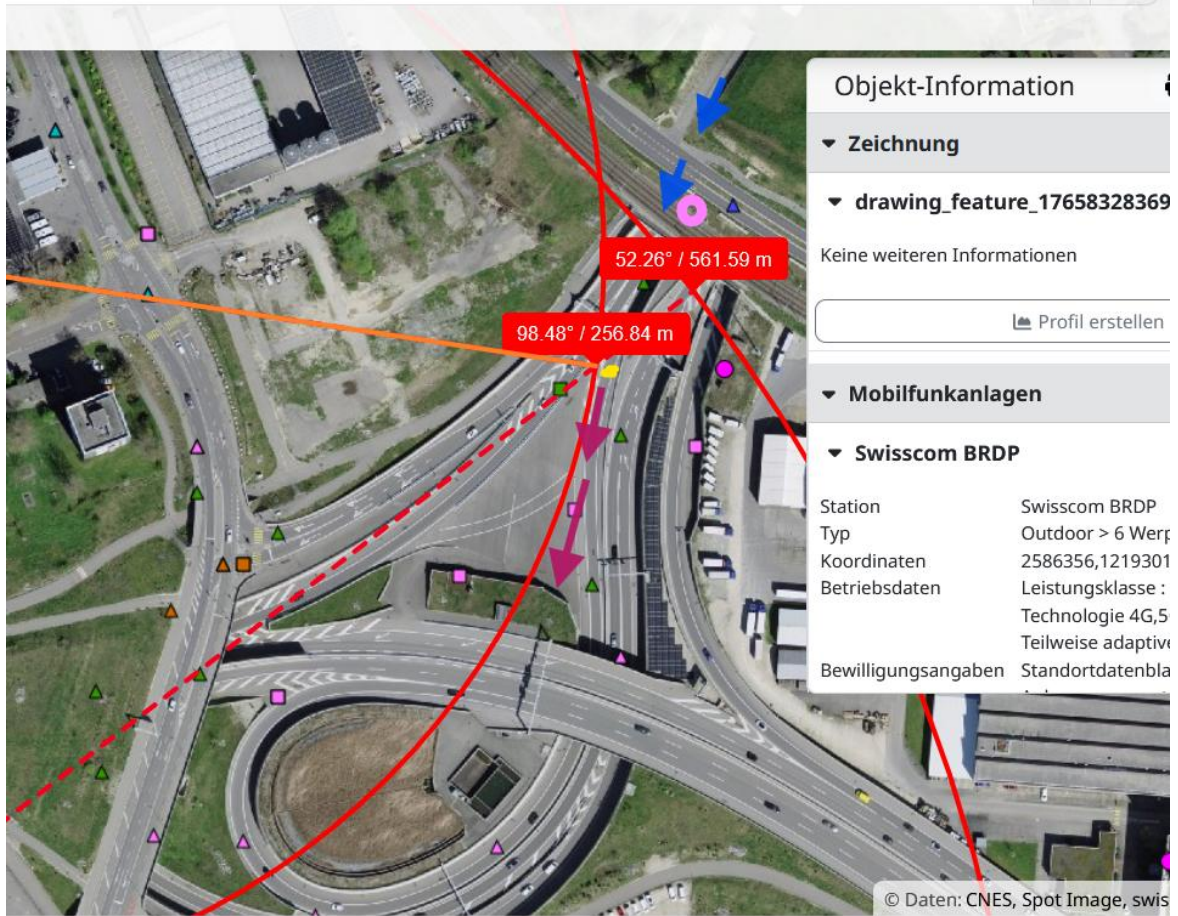 Objekt-Information
Zeichnung
drawing_feature_17658328369
52.26° / 561.59 m
Keine weiteren Informationen
Profil erstellen
98.48° / 256.84 m
Mobilfunkanlagen
Swisscom BRDP
Station Swisscom BRDP
Typ Outdoor > 6 Werp
Koordinaten 2586356,1219301
Betriebsdaten Leistungsklasse :
Technologie 4G,5
Teilweise adaptive
Bewilligungsangaben Standortdatenbla
© Daten: CNES, Spot Image, swis